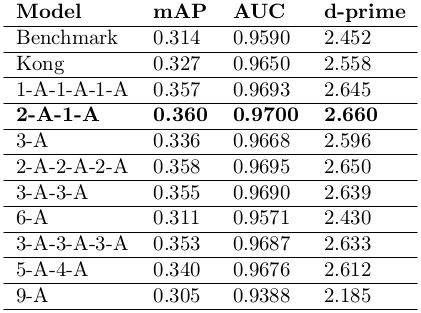 Model mAP AUC d-prime
Benchmark 0.314 0.9590 2.452
Kong 0.327 0.9650 2.558
1-A-1-A-1-A 0.357 0.9693 2.645
2-A-1-A 0.360 0.9700 2.660
3-A 0.336 0.9668 2.596
2-A-2-A-2-A 0.358 0.9695 2.650
3-A-3-A 0.355 0.9690 2.639
6-A 0.311 0.9571 2.430
3-A-3-A-3-A 0.353 0.9687 2.633
5-A-4-A 0.340 0.9676 2.612
9-A 0.305 0.9388 2.185